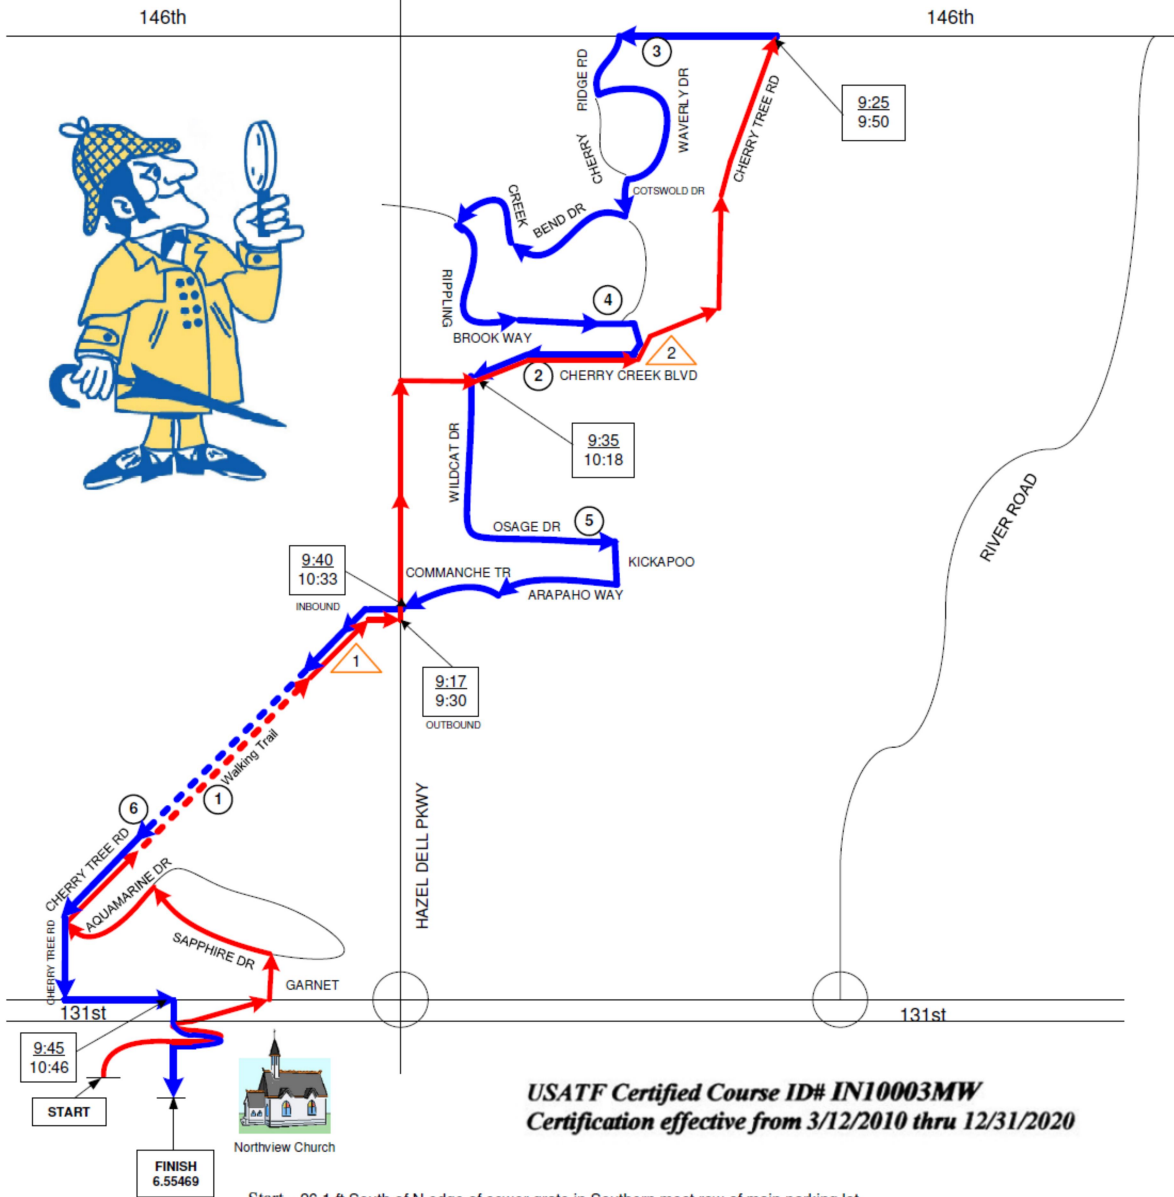 146th
146th
3
RIDGE RD
WAVERLY DR
CHERRY TREE RD
9:25
9:50
CHERRY
COTSWOLD DR
CREEK
BEND DR
RIPPLING
4
BROOK WAY
2
2
CHERRY CREEK BLVD
9:35
10:18
WILDCAT DR
OSAGE DR
5
RIVER ROAD
KICKAPOO
9:40
10:33
COMMANCHE TR
ARAPAHO WAY
INBOUND
1
9:17
9:30
OUTBOUND
Walking Trail
1
6
HAZEL DELL PKWY
CHERRY TREE RD
AQUAMARINE DR
CHERRY TREE RD
SAPPHIRE DR
GARNET
131st
131st
9:45
10:46
START
USATF Certified Course ID# IN10003MW
Certification effective from 3/12/2010 thru 12/31/2020
Northview Church
FINISH
6.55469